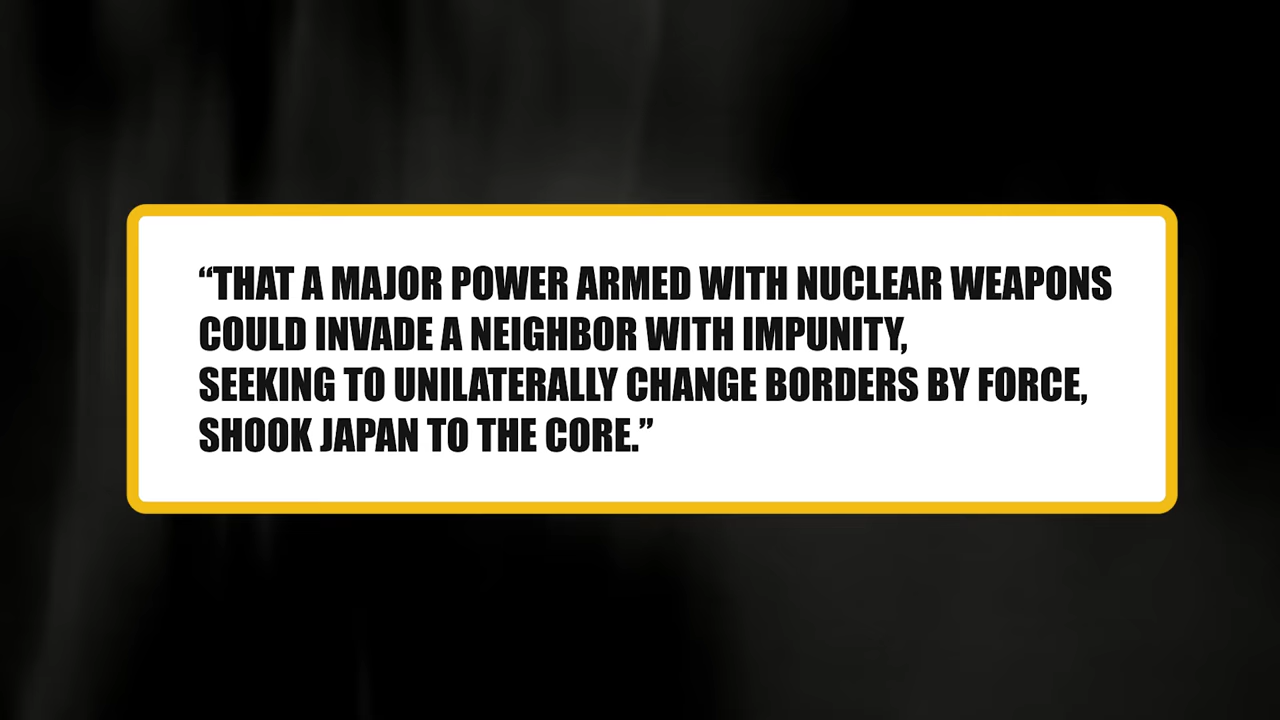 “THAT A MAJOR POWER ARMED WITH NUCLEAR WEAPONS
COULD INVADE A NEIGHBOR WITH IMPUNITY,
SEEKING TO UNILATERALLY CHANGE BORDERS BY FORCE,
SHOOK JAPAN TO THE CORE.”